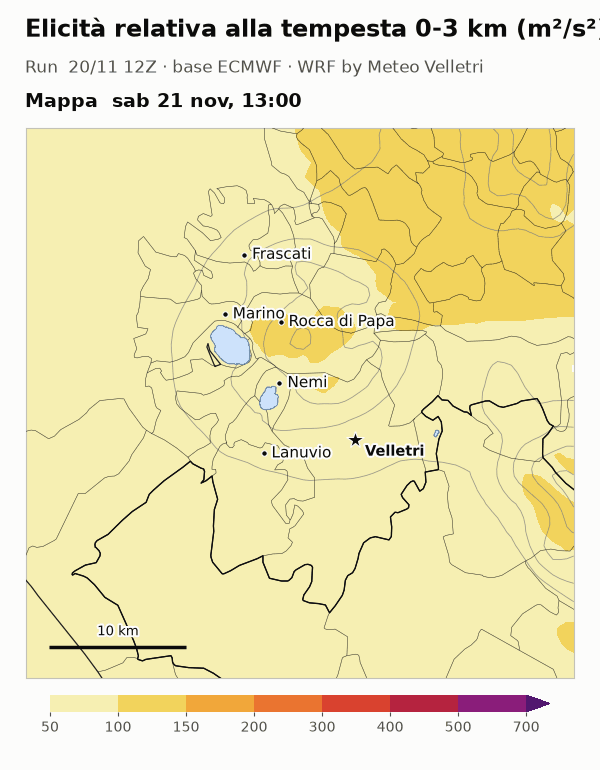 Elicità relativa alla tempesta 0-3 km (m²/s²)
Run 20/11 12Z · base ECMWF · WRF by Meteo Velletri
Mappa sab 21 nov, 13:00
Frascati
Marino
Rocca di Papa
Nemi
Velletri
Lanuvio
10 km
50 100 150 200 300 400 500 700